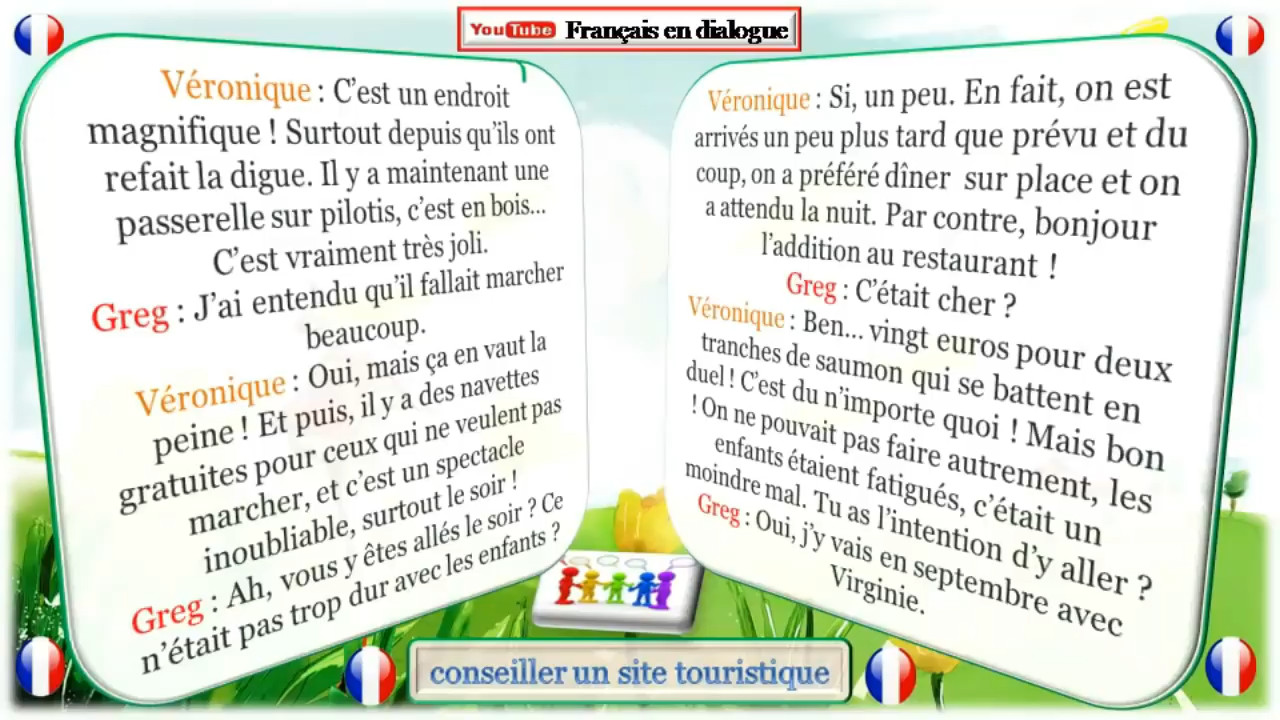 YouTube Français en dialogue
Véronique : C'est un endroit
magnifique ! Surtout depuis qu'ils ont
refait la digue. Il y a maintenant une
passerelle sur pilotis, c'est en bois...
C'est vraiment très joli.
Greg : J'ai entendu qu'il fallait marcher
beaucoup.
Véronique : Oui, mais ça en vaut la
peine ! Et puis, il y a des navettes
gratuites pour ceux qui ne veulent pas
marcher, et c'est un spectacle
inoubliable, surtout le soir !
Greg : Ah, vous y êtes allés le soir ? Ce
n'était pas trop dur avec les enfants ?
Véronique : Si, un peu. En fait, on est
arrivés un peu plus tard que prévu et du
coup, on a préféré dîner sur place et on
a attendu la nuit. Par contre, bonjour
l'addition au restaurant !
Greg : C'était cher ?
Véronique : Ben... vingt euros pour deux
tranches de saumon qui se battent en
duel ! C'est du n'importe quoi ! Mais bon
! On ne pouvait pas faire autrement, les
enfants étaient fatigués, c'était un
moindre mal. Tu as l'intention d'y aller ?
Greg : Oui, j'y vais en septembre avec
Virginie.
conseiller un site touristique